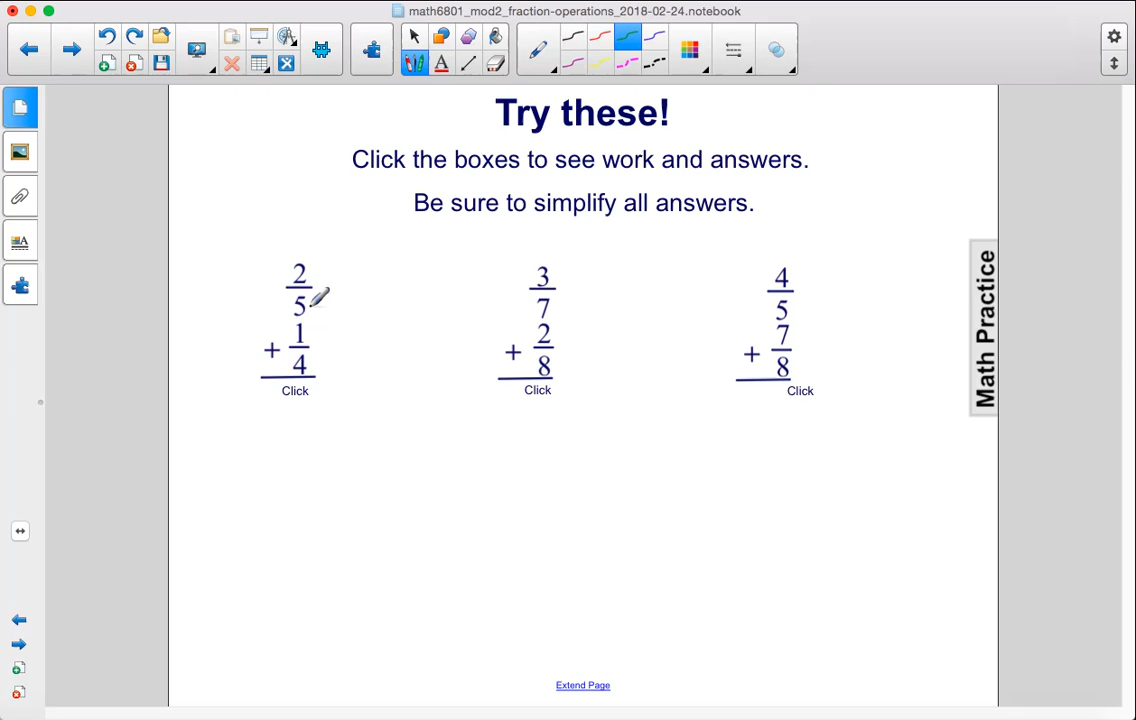 math6801_mod2_fraction-operations_2018-02-24.notebook
Try these!
Click the boxes to see work and answers.
Be sure to simplify all answers.
2
5
+ 1
4
Click
3
7
+ 2
8
Click
4
5
+ 7
8
Click
Math Practice
Extend Page